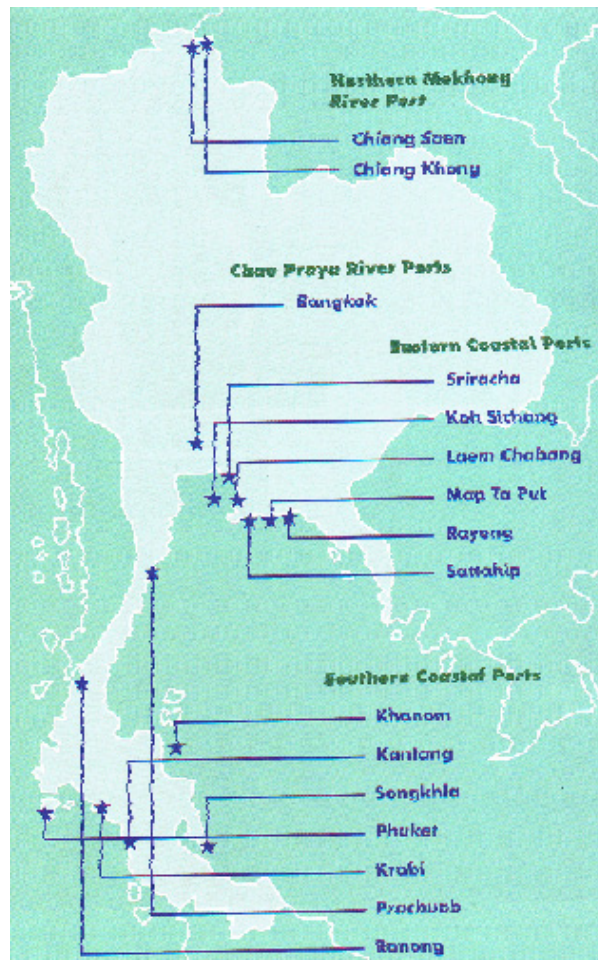 Northern Mekhong
River Port
Chiang Saen
Chiang Khong
Chao Praya River Ports
Bangkok
Eastern Coastal Ports
Sriracha
Koh Sichang
Laem Chabang
Map Ta Put
Rayong
Sattahip
Southern Coastal Ports
Khanom
Kantang
Songkhla
Phuket
Krabi
Prachuab
Ranong